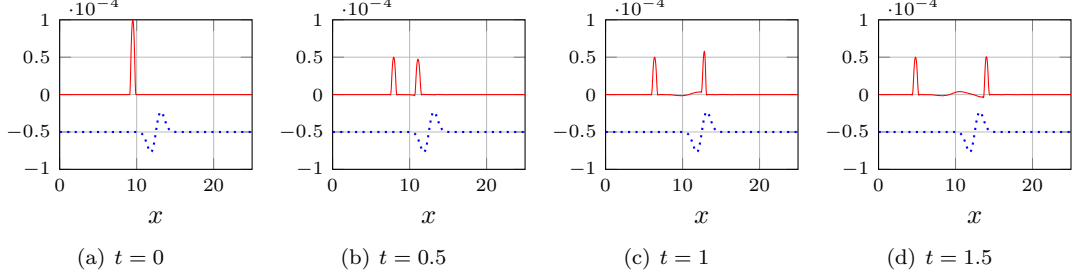 ·10−4 ·10−4 ·10−4 ·10−4
1 1 1 1
0.5 0.5 0.5 0.5
0 0 0 0
−0.5 −0.5 −0.5 −0.5
−1 −1 −1 −1
0 10 20 0 10 20 0 10 20 0 10 20
x x x x
(a) t = 0 (b) t = 0.5 (c) t = 1 (d) t = 1.5